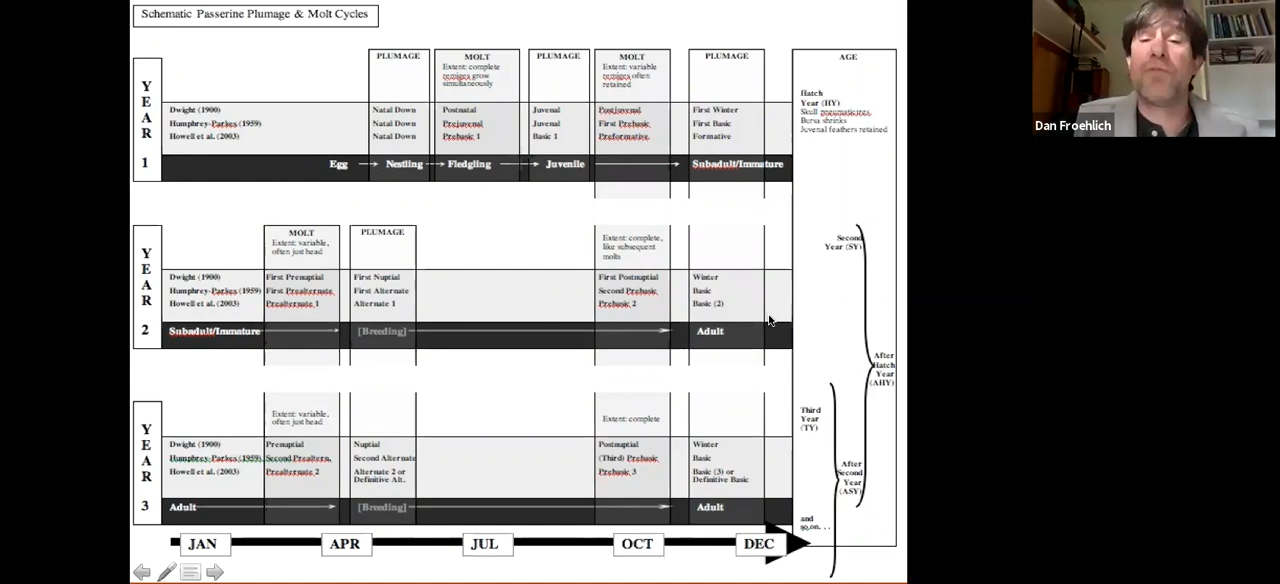 Schematic Passerine Plumage & Molt Cycles
Dan Froehlich
PLUMAGE
MOLT
Extent: complete
remiges grow
simultaneously
PLUMAGE
MOLT
Extent: variable
remiges often
retained
PLUMAGE
AGE
YEAR 1
Dwight (1900)
Natal Down
Postnatal
Juvenal
Postjuvenal
First Winter
Humphrey-Parkes (1959)
Natal Down
Prejuvenal
Juvenal
First Prebasic
First Basic
Howell et al. (2003)
Natal Down
Prebasic 1
Basic 1
Preformative
Formative
Egg
Nestling
Fledgling
Juvenile
Subadult/Immature
Hatch
Year (HY)
Skull pneumaticizes,
Bursa shrinks
Juvenal feathers retained
MOLT
Extent: variable,
often just head
PLUMAGE
Extent: complete,
like subsequent
molts
YEAR 2
Dwight (1900)
First Prenuptial
First Nuptial
First Postnuptial
Winter
Humphrey-Parkes (1959)
First Prealternate
First Alternate
Second Prebasic
Basic
Howell et al. (2003)
Prealternate 1
Alternate 1
Prebasic 2
Basic (2)
Subadult/Immature
[Breeding]
Adult
Second
Year (SY)
After
Hatch
Year
(AHY)
Extent: variable,
often just head
Extent: complete
YEAR 3
Dwight (1900)
Prenuptial
Nuptial
Postnuptial
Winter
Humphrey-Parkes (1959)
Second Prealtern.
Second Alternate
(Third) Prebasic
Basic
Howell et al. (2003)
Prealternate 2
Alternate 2 or
Definitive Alt.
Prebasic 3
Basic (3) or
Definitive Basic
Adult
[Breeding]
Adult
Third
Year
(TY)
After
Second
Year
(ASY)
and
so on. . .
JAN
APR
JUL
OCT
DEC